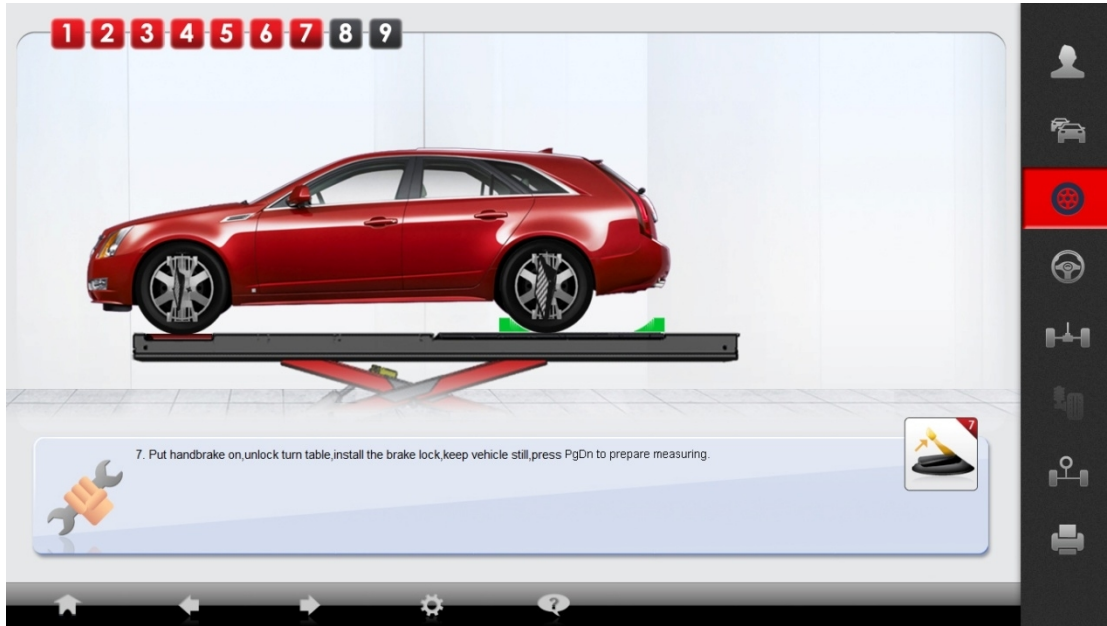 1 2 3 4 5 6 7 8 9
7. Put handbrake on,unlock turn table,install the brake lock,keep vehicle still,press PgDn to prepare measuring.
7
?